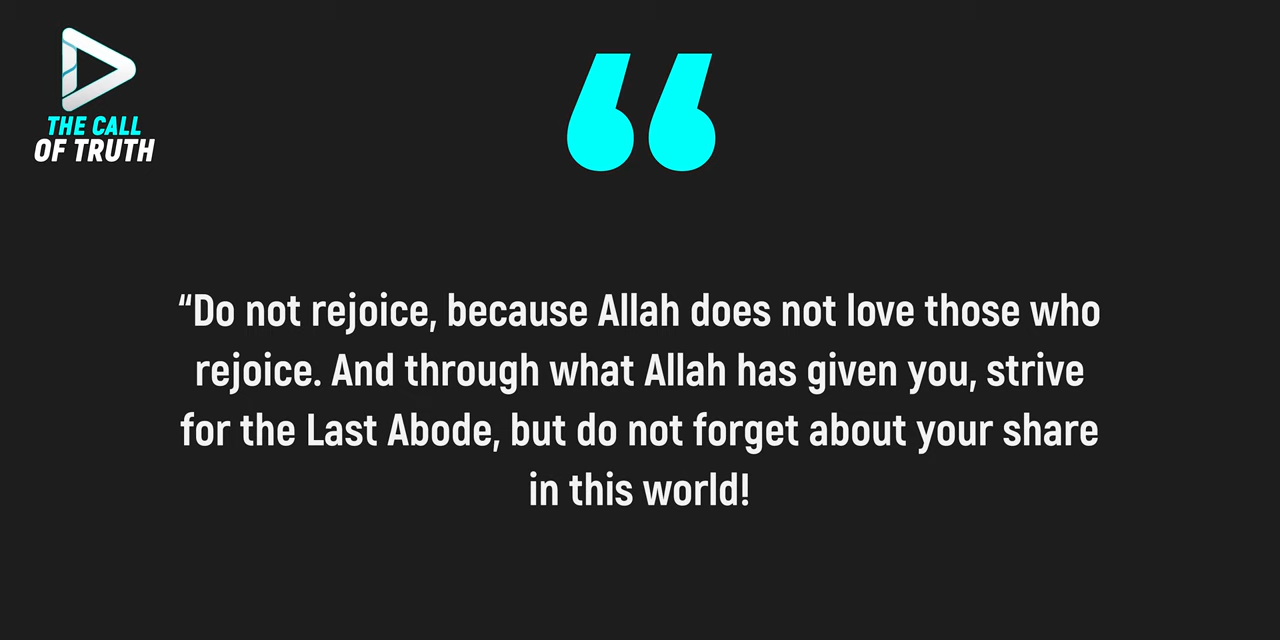 THE CALL
OF TRUTH
“Do not rejoice, because Allah does not love those who
rejoice. And through what Allah has given you, strive
for the Last Abode, but do not forget about your share
in this world!